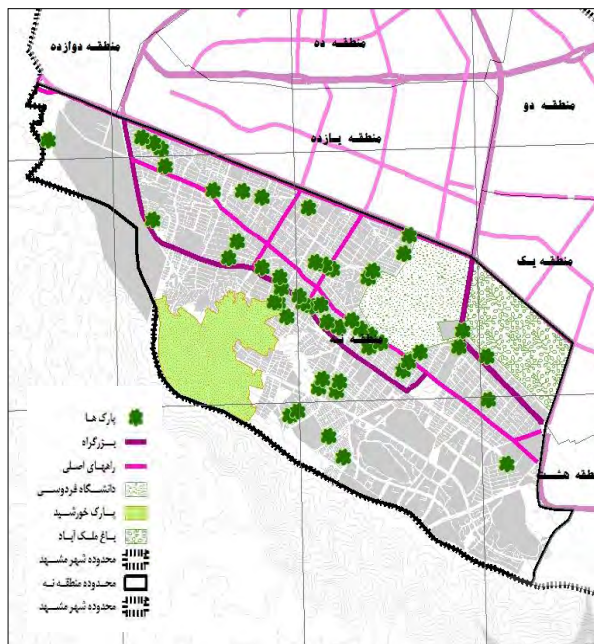 منطقه دوازده
منطقه ده
منطقه دو
منطقه یازده
منطقه یک
منطقه نه
منطقه هشت
پارک ها
بزرگراه
راههای اصلی
دانشگاه فردوسی
پارک خورشید
باغ ملک آباد
محدوده شهر مشهد
محدوده منطقه نه
محدوده شهر مشهد